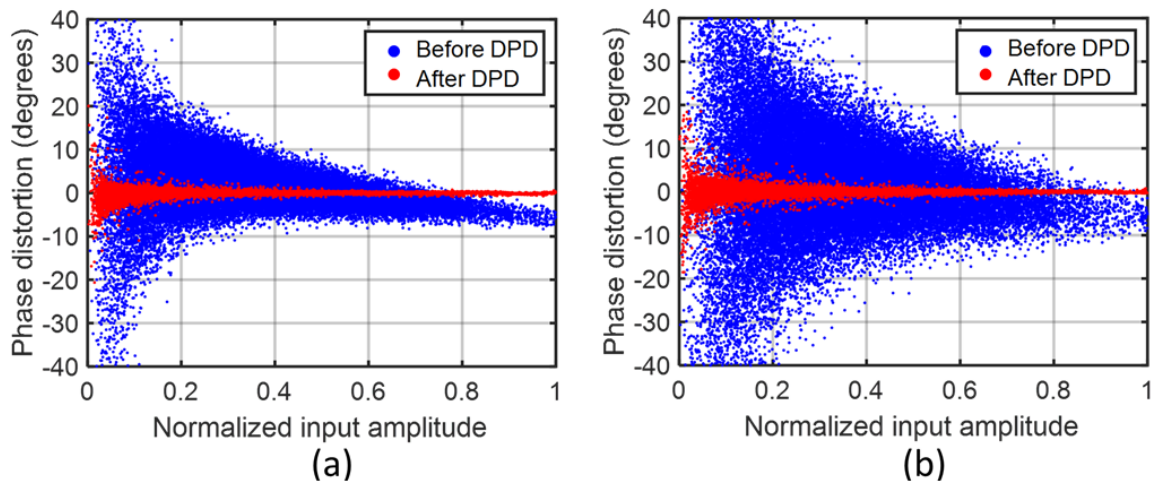 40
30
20
10
0
-10
-20
-30
-40
Phase distortion (degrees)
Before DPD
After DPD
0 0.2 0.4 0.6 0.8 1
Normalized input amplitude
(a)
40
30
20
10
0
-10
-20
-30
-40
Phase distortion (degrees)
Before DPD
After DPD
0 0.2 0.4 0.6 0.8 1
Normalized input amplitude
(b)